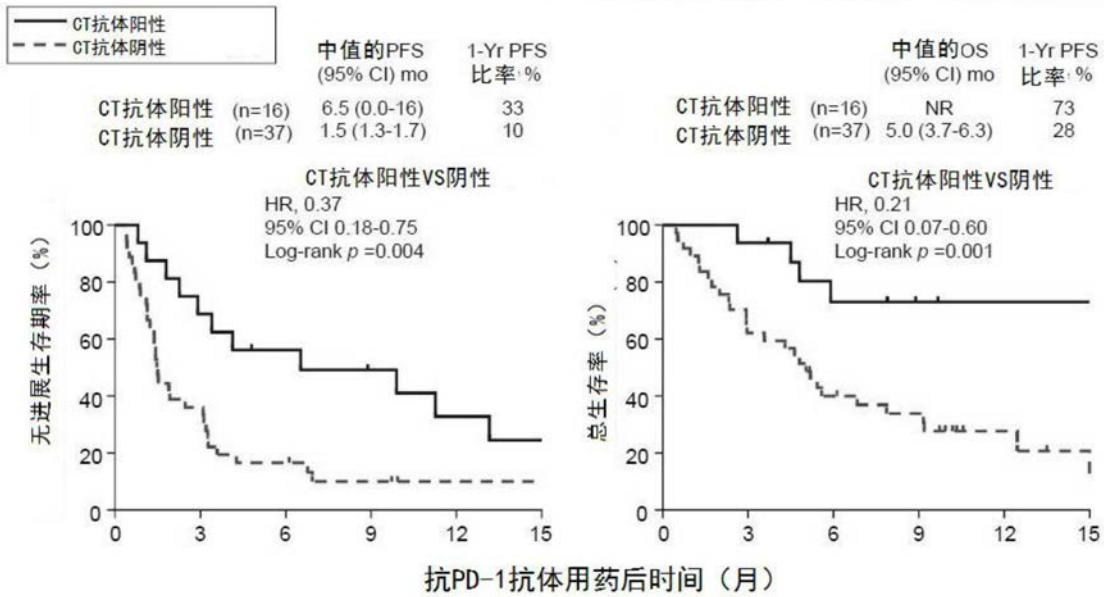 CT抗体阳性
CT抗体阴性
中值的PFS 1-Yr PFS
(95% CI) mo 比率 %
CT抗体阳性 (n=16) 6.5 (0.0-16) 33
CT抗体阴性 (n=37) 1.5 (1.3-1.7) 10
CT抗体阳性VS阴性
HR, 0.37
95% CI 0.18-0.75
Log-rank p =0.004
无进展生存期率（%）
100
80
60
40
20
0
0 3 6 9 12 15
中值的OS 1-Yr PFS
(95% CI) mo 比率 %
CT抗体阳性 (n=16) NR 73
CT抗体阴性 (n=37) 5.0 (3.7-6.3) 28
CT抗体阳性VS阴性
HR, 0.21
95% CI 0.07-0.60
Log-rank p =0.001
总生存率（%）
100
80
60
40
20
0
0 3 6 9 12 15
抗PD-1抗体用药后时间（月）